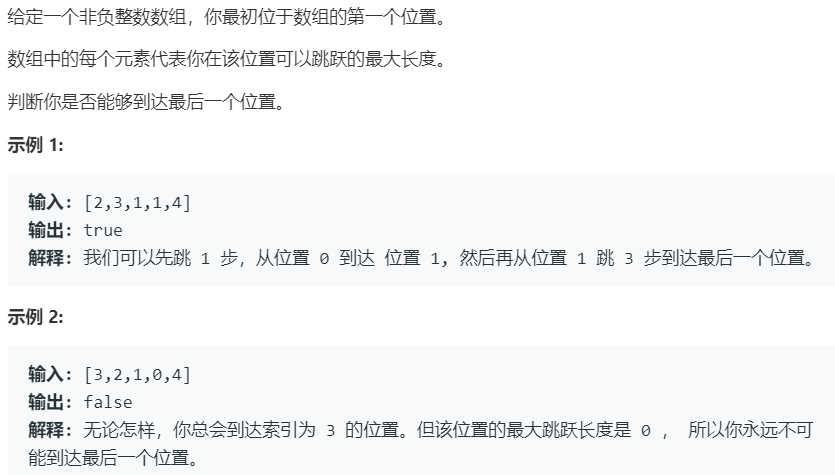 给定一个非负整数数组，你最初位于数组的第一个位置。
数组中的每个元素代表你在该位置可以跳跃的最大长度。
判断你是否能够到达最后一个位置。
示例 1:
输入: [2,3,1,1,4]
输出: true
解释: 我们可以先跳 1 步，从位置 0 到达 位置 1, 然后再从位置 1 跳 3 步到达最后一个位置。
示例 2:
输入: [3,2,1,0,4]
输出: false
解释: 无论怎样，你总会到达索引为 3 的位置。但该位置的最大跳跃长度是 0 ， 所以你永远不可
能到达最后一个位置。